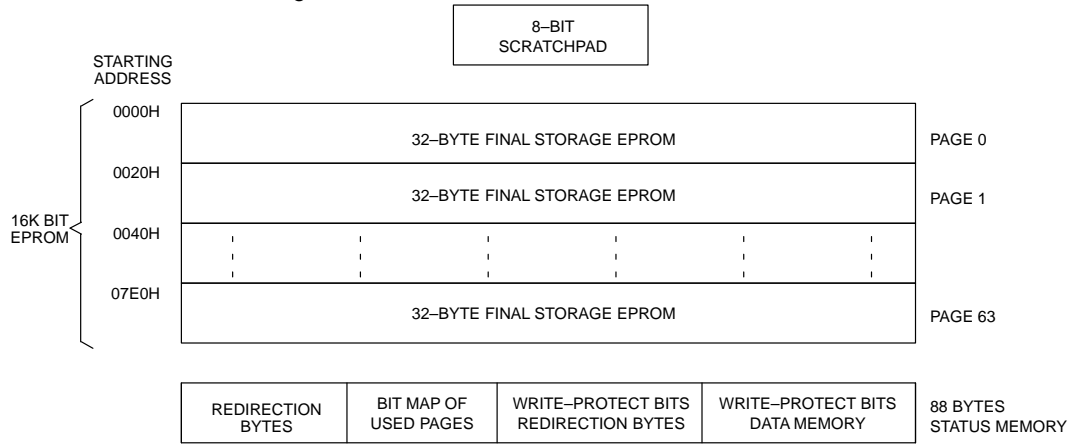 8–BIT
SCRATCHPAD
STARTING
ADDRESS
0000H
32–BYTE FINAL STORAGE EPROM
PAGE 0
0020H
32–BYTE FINAL STORAGE EPROM
PAGE 1
16K BIT
EPROM
0040H
07E0H
32–BYTE FINAL STORAGE EPROM
PAGE 63
REDIRECTION
BYTES
BIT MAP OF
USED PAGES
WRITE–PROTECT BITS
REDIRECTION BYTES
WRITE–PROTECT BITS
DATA MEMORY
88 BYTES
STATUS MEMORY